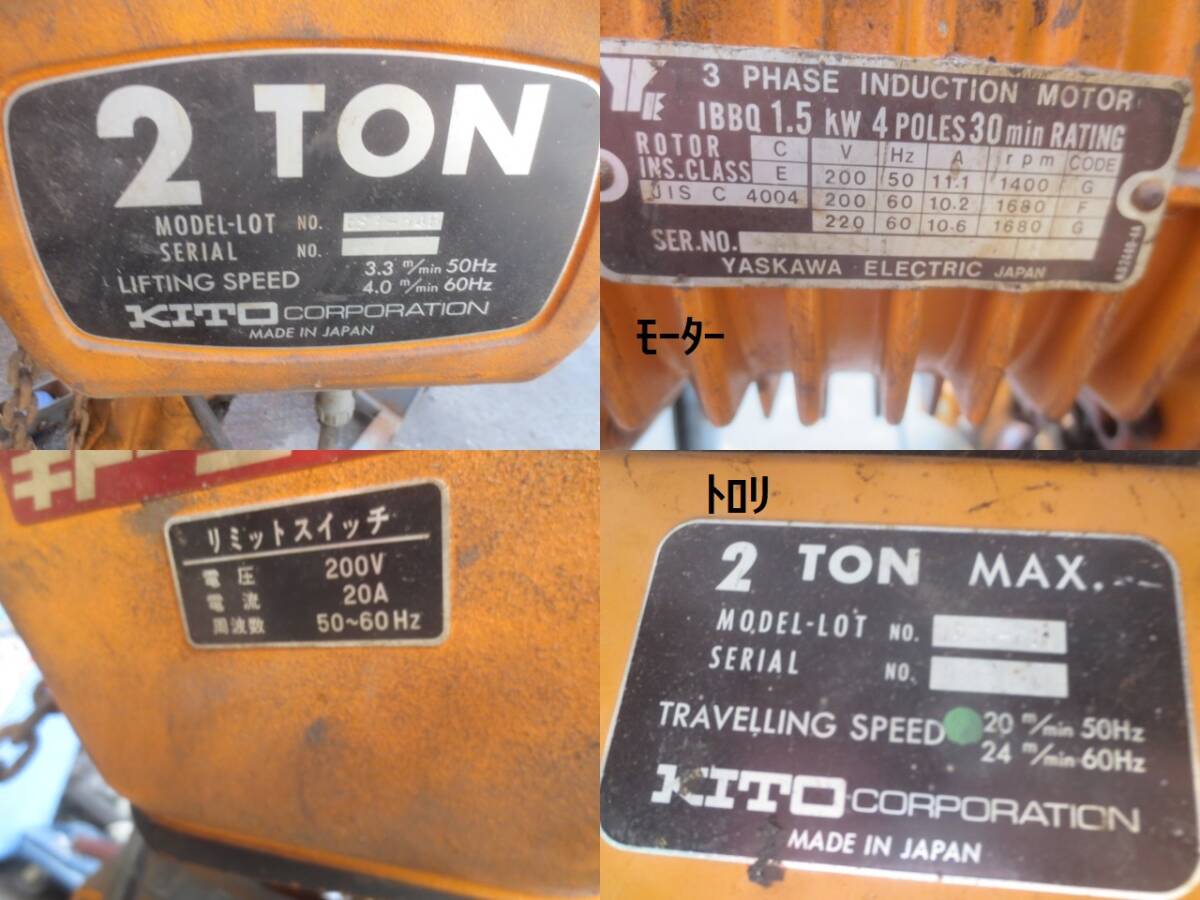 2 TON
MODEL-LOT NO.
SERIAL NO.
LIFTING SPEED 3.3 m/min 50Hz
4.0 m/min 60Hz
KITO CORPORATION
MADE IN JAPAN
3 PHASE INDUCTION MOTOR
IBBQ 1.5 kW 4 POLES 30 min RATING
ROTOR C V Hz A rpm CODE
INS.CLASS E 200 50 11.1 1400 G
JIS C 4004 200 60 10.2 1680 F
220 60 10.6 1680 G
SER.NO.
YASKAWA ELECTRIC JAPAN
モーター
リミットスイッチ
電圧 200V
電流 20A
周波数 50~60Hz
トロリ
2 TON MAX.
MODEL-LOT NO.
SERIAL NO.
TRAVELLING SPEED 20 m/min 50Hz
24 m/min 60Hz
KITO CORPORATION
MADE IN JAPAN